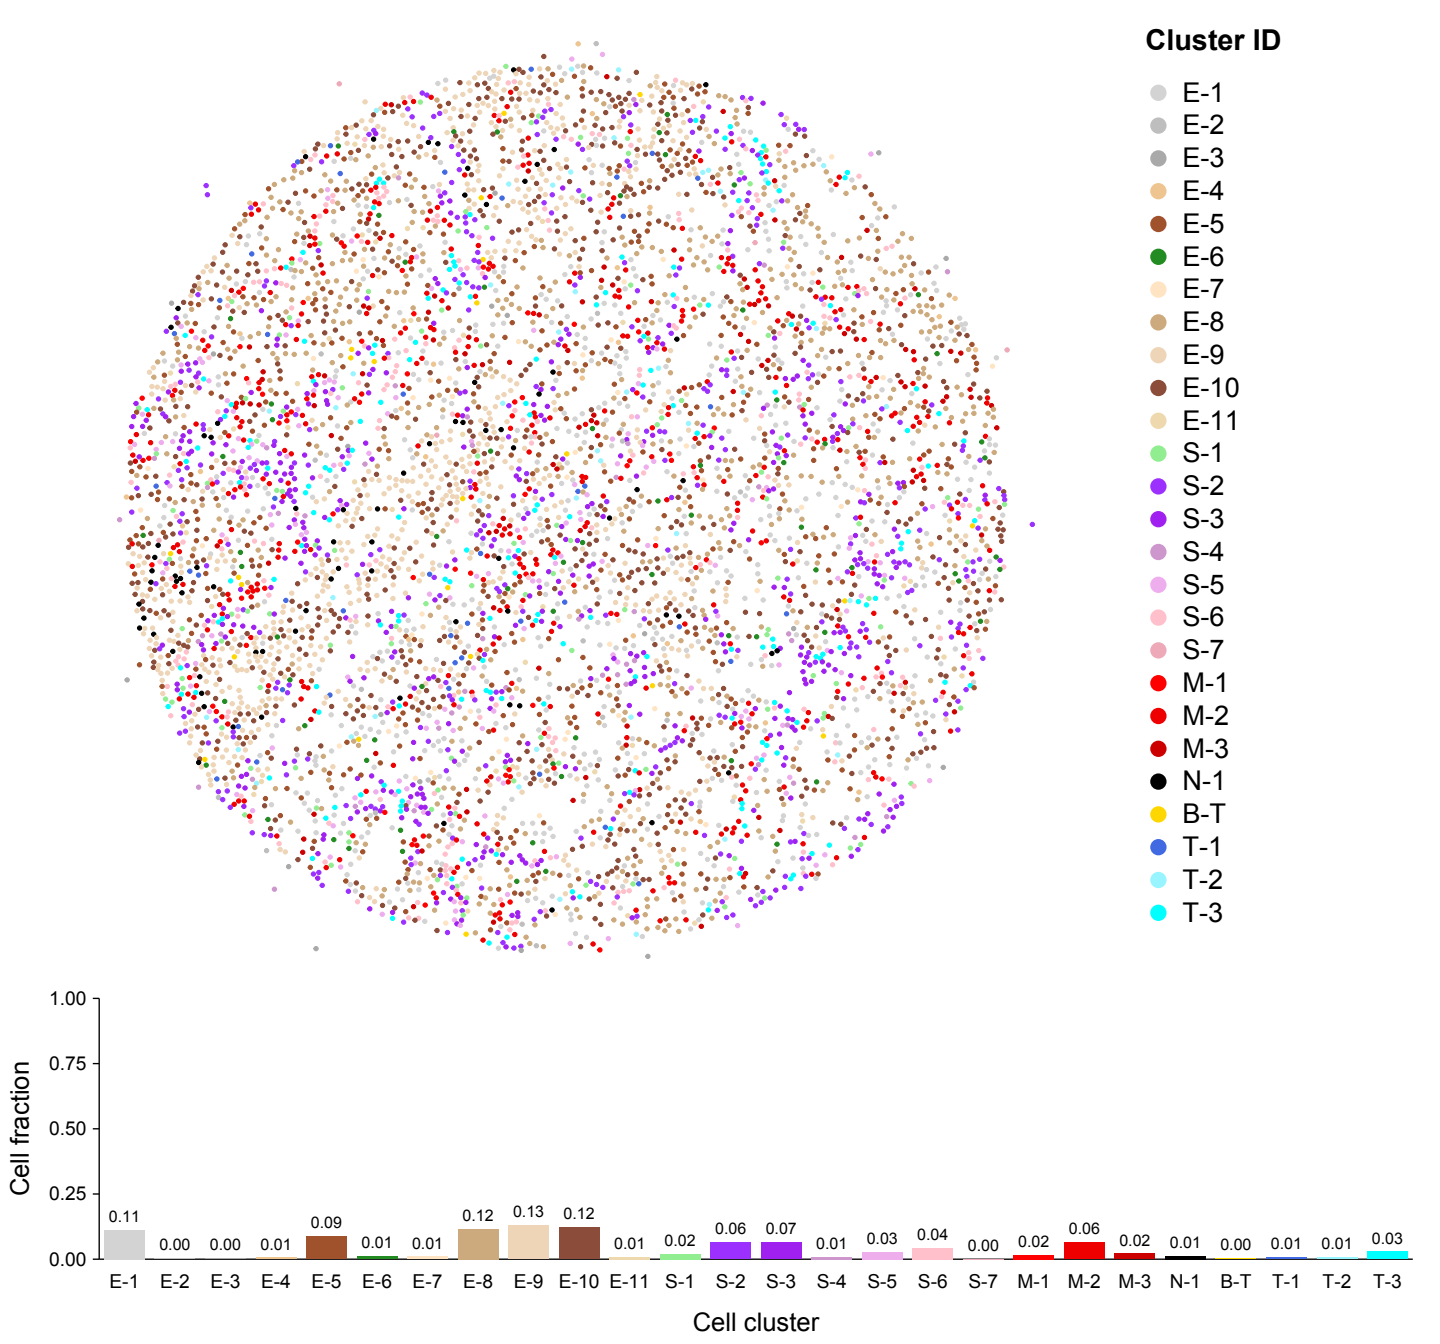 Cluster ID
E-1
E-2
E-3
E-4
E-5
E-6
E-7
E-8
E-9
E-10
E-11
S-1
S-2
S-3
S-4
S-5
S-6
S-7
M-1
M-2
M-3
N-1
B-T
T-1
T-2
T-3
1.00
0.75
0.50
0.25
0.00
Cell fraction
0.11 0.00 0.00 0.01 0.09 0.01 0.01 0.12 0.13 0.12 0.01 0.02 0.06 0.07 0.01 0.03 0.04 0.00 0.02 0.06 0.02 0.01 0.00 0.01 0.01 0.03
E-1 E-2 E-3 E-4 E-5 E-6 E-7 E-8 E-9 E-10 E-11 S-1 S-2 S-3 S-4 S-5 S-6 S-7 M-1 M-2 M-3 N-1 B-T T-1 T-2 T-3
Cell cluster